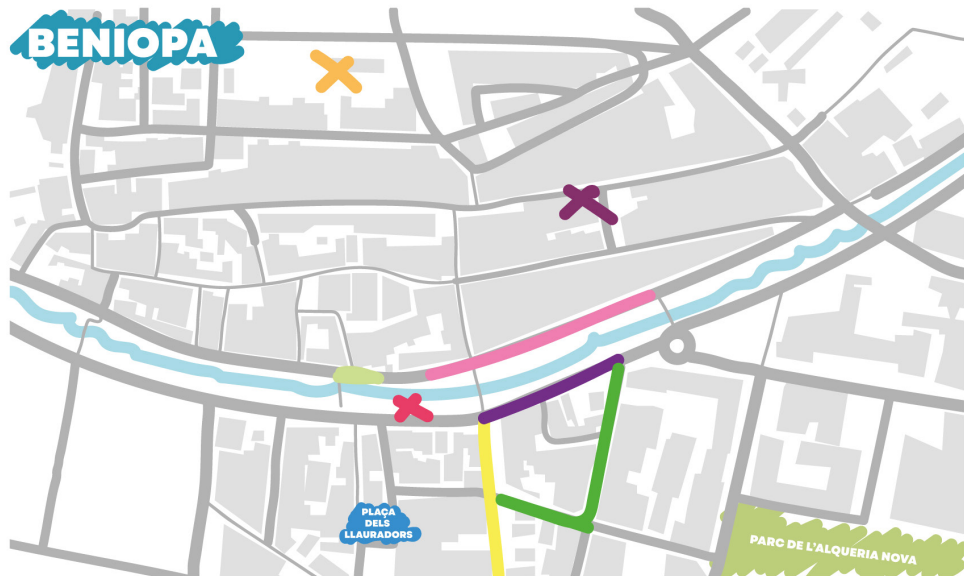 BENIOPA
PLAÇA
DELS
LLAURADORS
PARC DE L'ALQUERIA NOVA